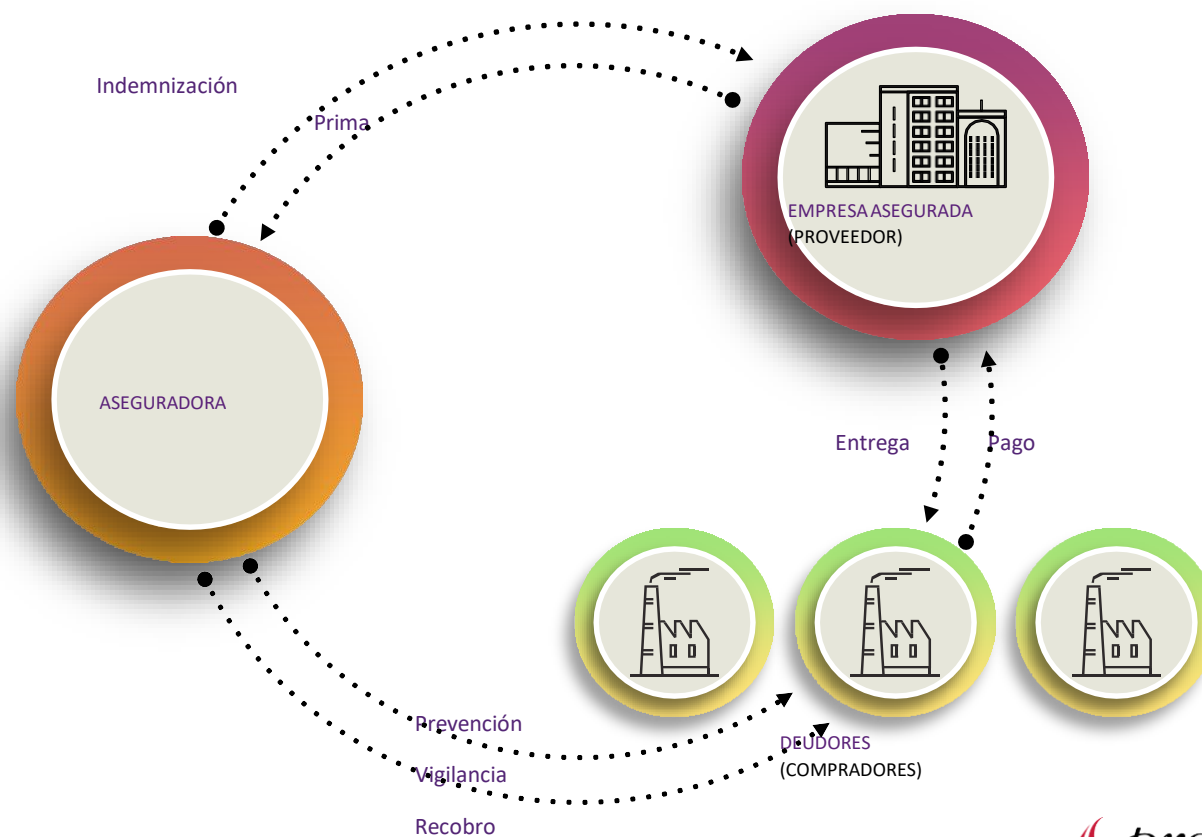 Indemnización
Prima
EMPRESA ASEGURADA
(PROVEEDOR)
ASEGURADORA
Entrega
Pago
Prevención
Vigilancia
Recobro
DEUDORES
(COMPRADORES)